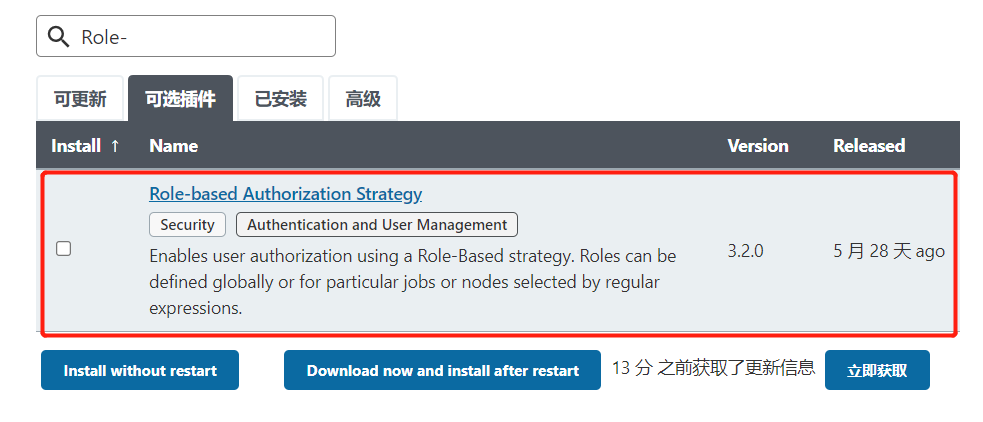 Role-
可更新 可选插件 已安装 高级
Install ↑ Name Version Released
Role-based Authorization Strategy
Security Authentication and User Management
Enables user authorization using a Role-Based strategy. Roles can be
defined globally or for particular jobs or nodes selected by regular
expressions.
3.2.0
5 月 28 天 ago
Install without restart Download now and install after restart 13 分 之前获取了更新信息 立即获取